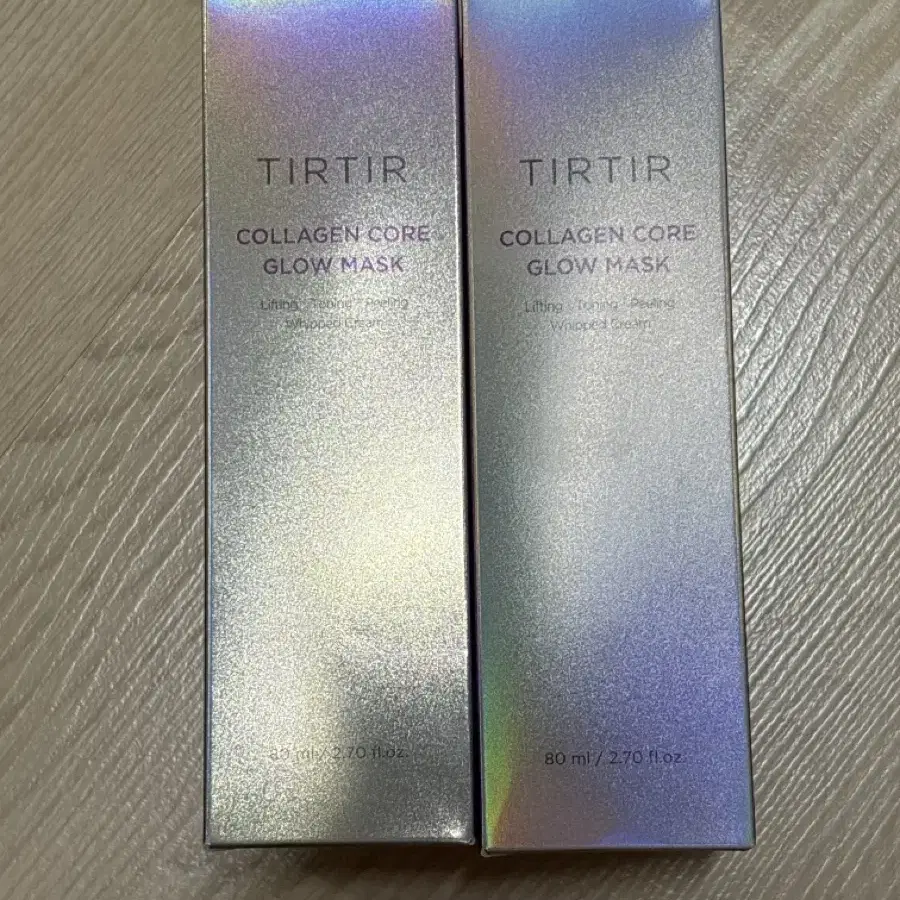 TIRTIR
COLLAGEN CORE
GLOW MASK
Lifting · Toning · Peeling
Whipped Cream
80 ml / 2.70 fl.oz.
TIRTIR
COLLAGEN CORE
GLOW MASK
Lifting · Toning · Peeling
Whipped Cream
80 ml / 2.70 fl.oz.